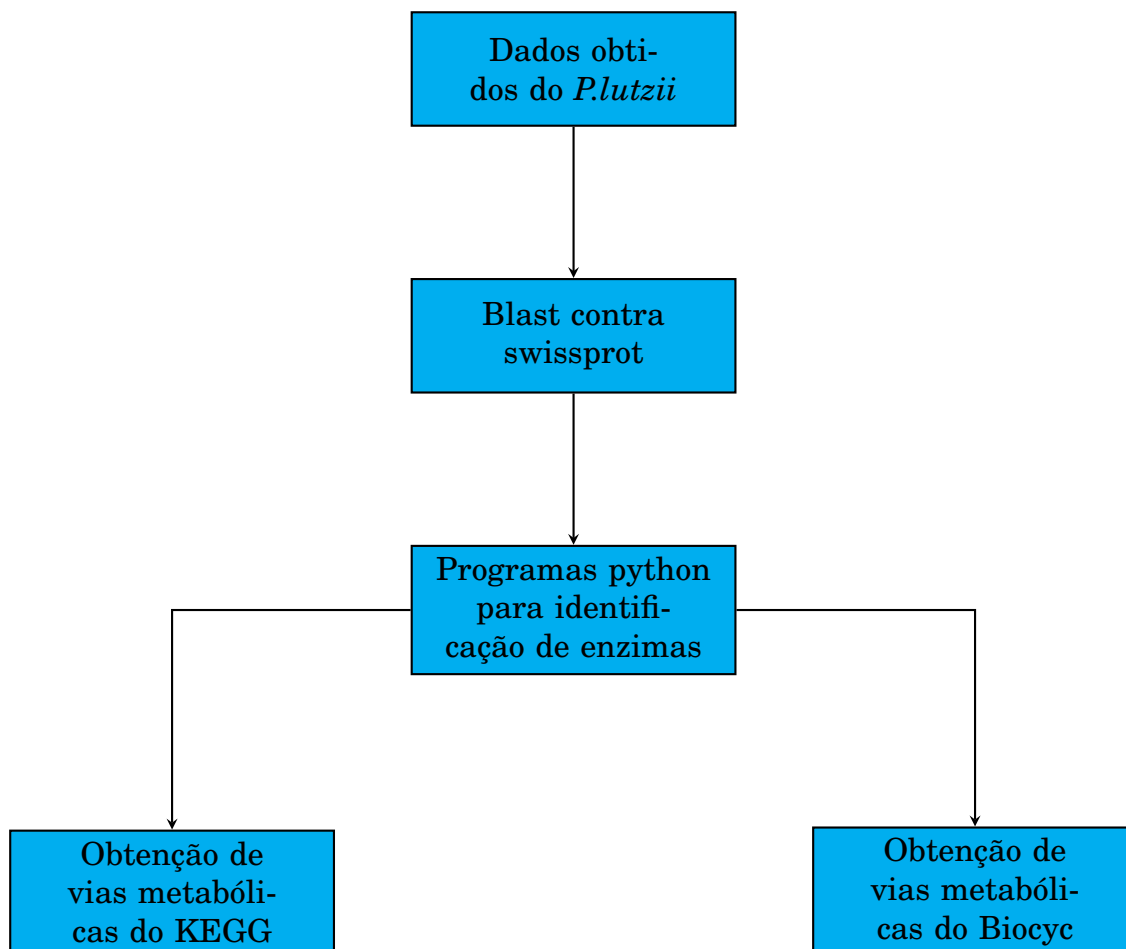 Dados obti-
dos do P.lutzii
Blast contra
swissprot
Programas python
para identifi-
cação de enzimas
Obtenção de
vias metabóli-
cas do KEGG
Obtenção de
vias metabóli-
cas do Biocyc